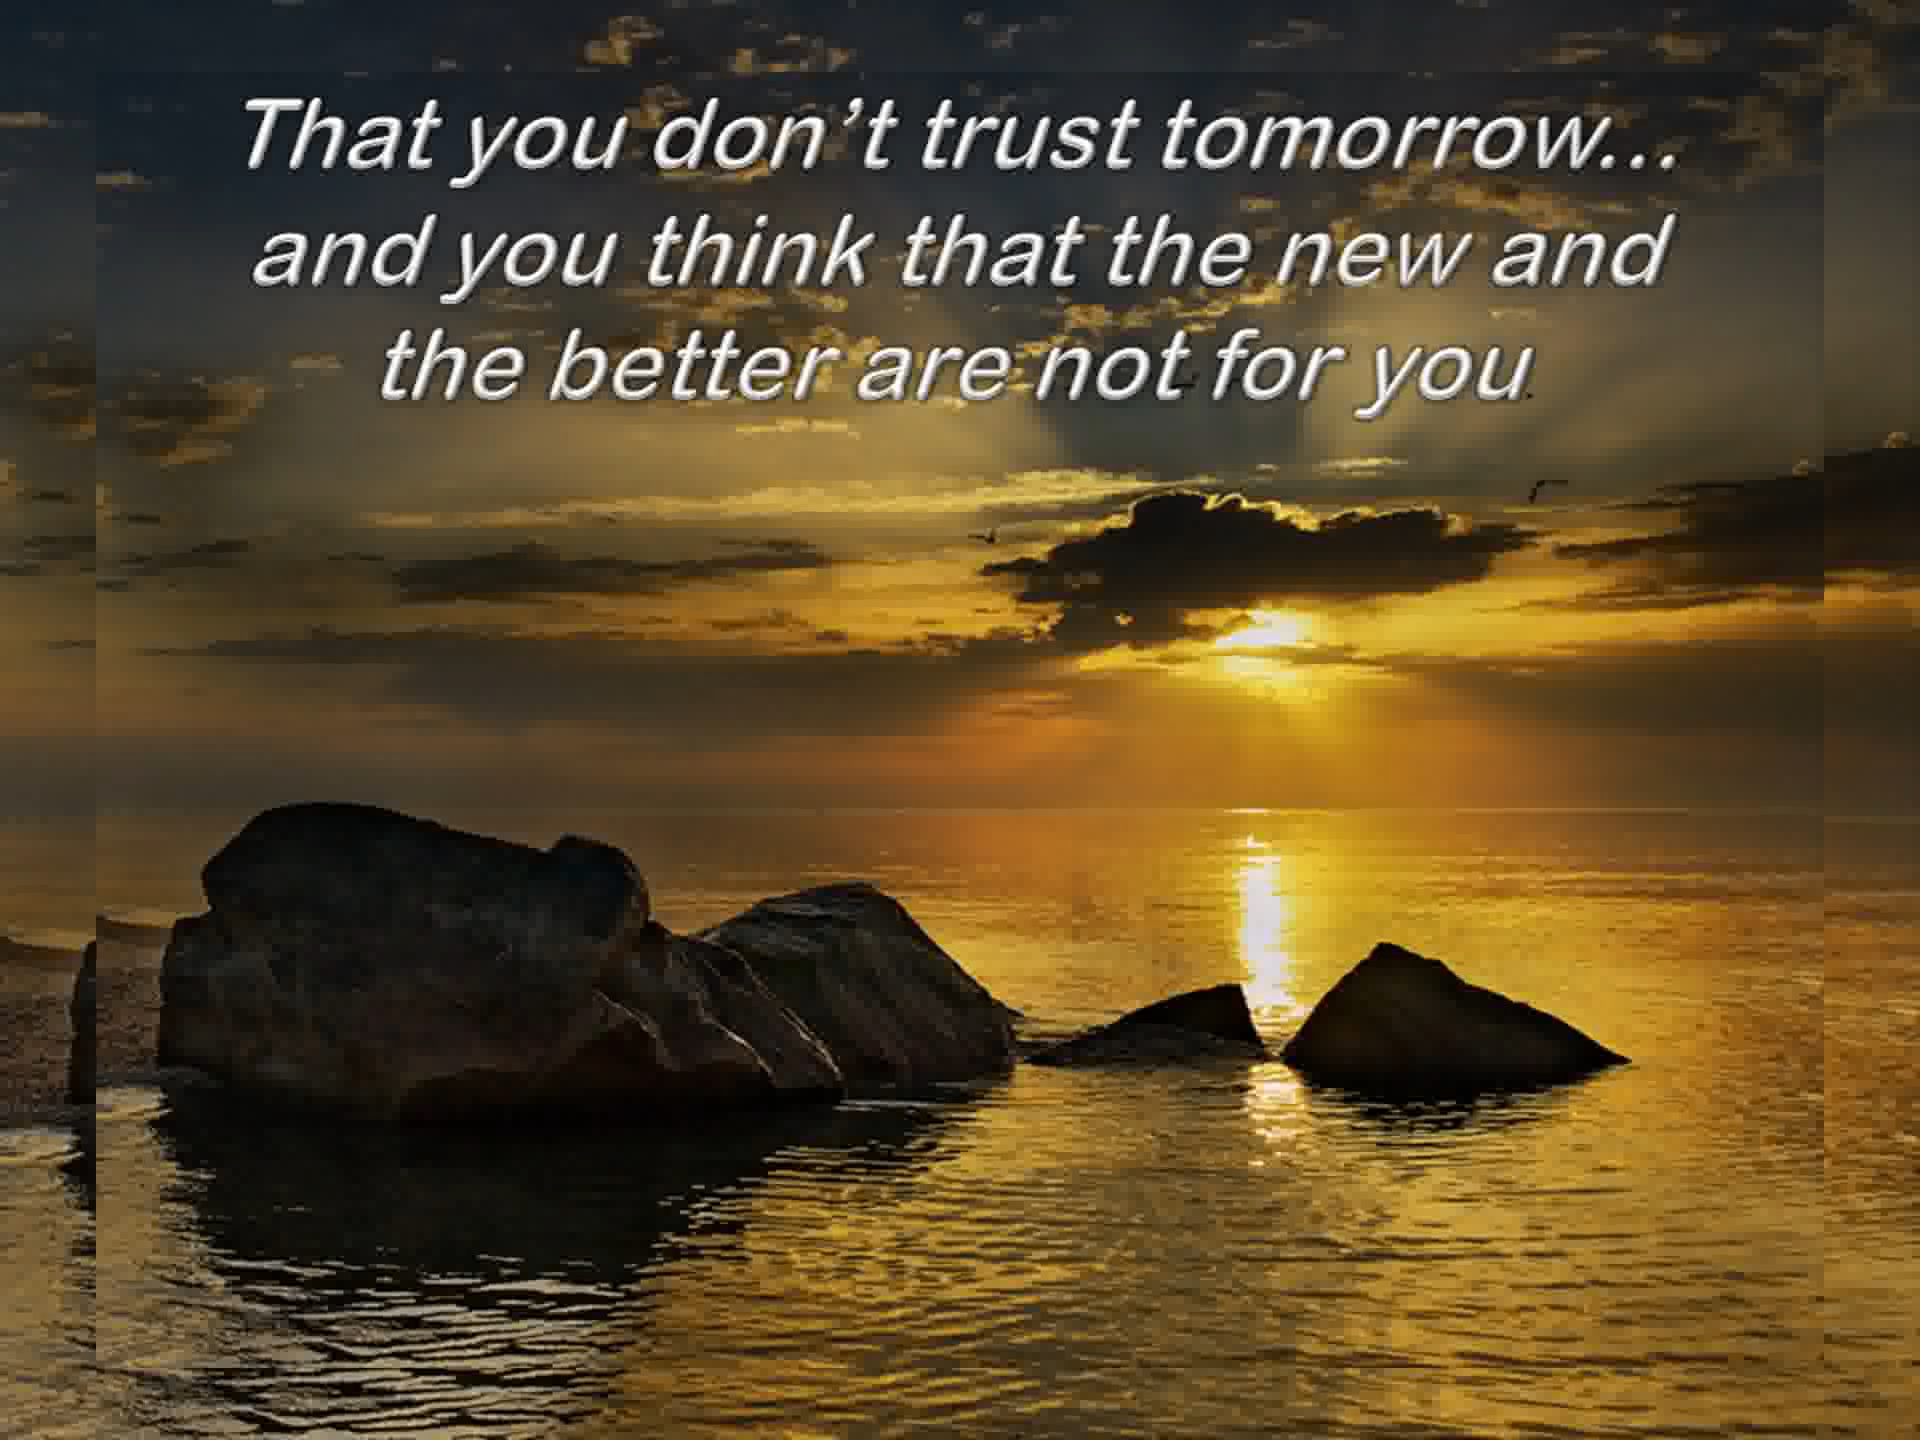 That you don't trust tomorrow...
and you think that the new and
the better are not for you